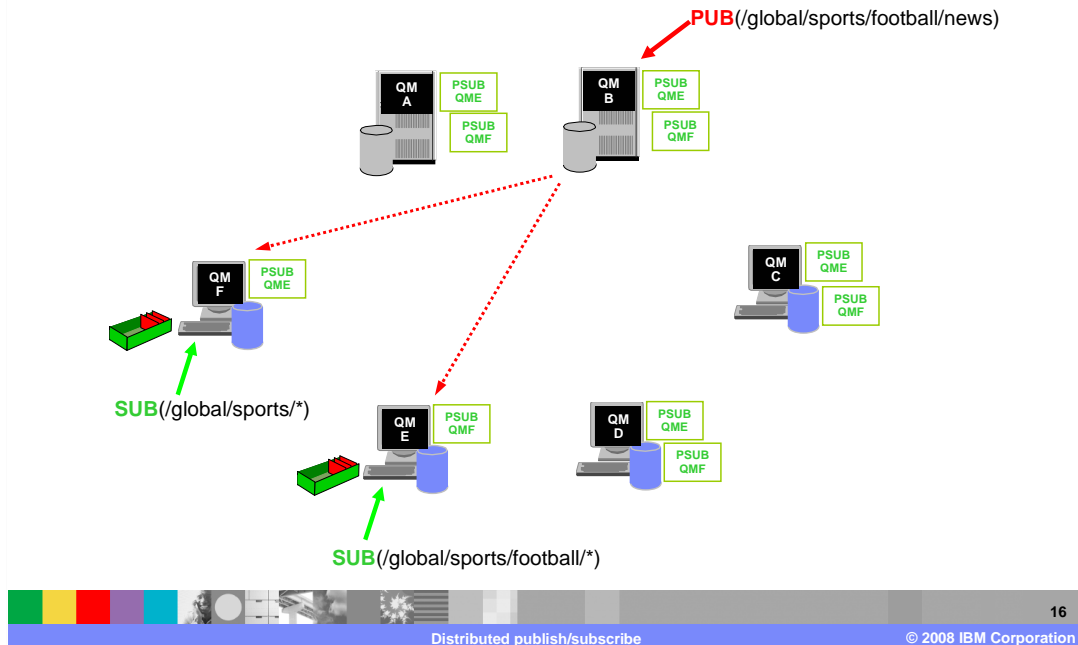 PUB(/global/sports/football/news)
QM
A
PSUB
QME
PSUB
QMF
QM
B
PSUB
QME
PSUB
QMF
QM
F
PSUB
QME
QM
C
PSUB
QME
PSUB
QMF
SUB(/global/sports/*)
QM
E
PSUB
QMF
QM
D
PSUB
QME
PSUB
QMF
SUB(/global/sports/football/*)
16
Distributed publish/subscribe
© 2008 IBM Corporation